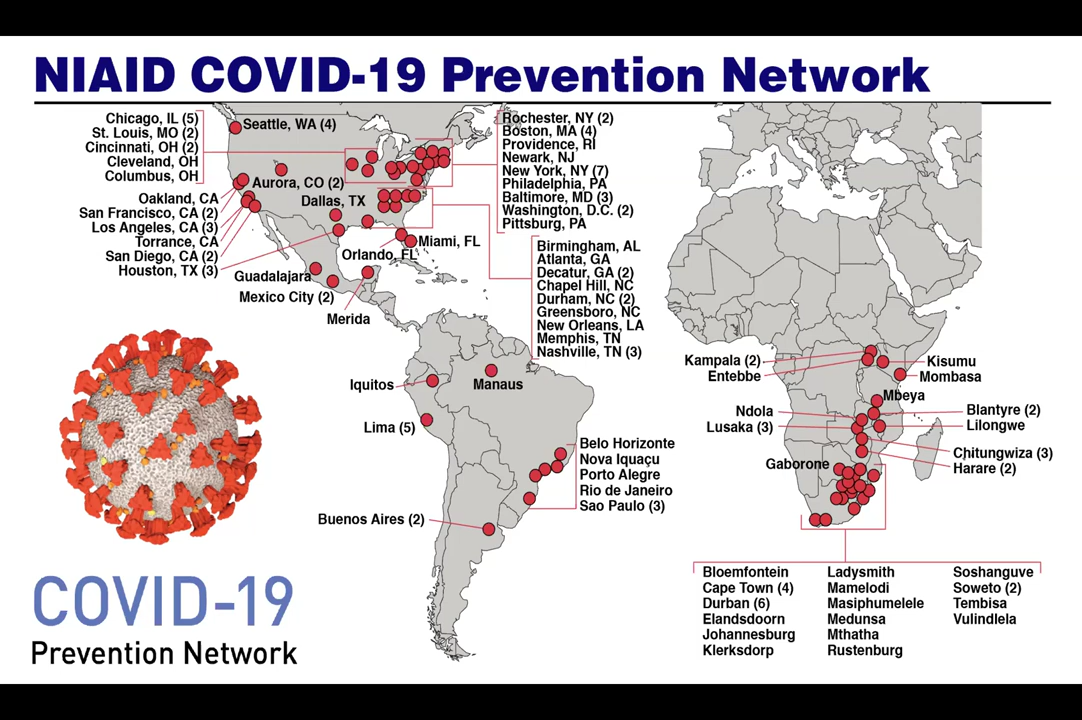 NIAID COVID-19 Prevention Network
Chicago, IL (5)
St. Louis, MO (2)
Cincinnati, OH (2)
Cleveland, OH
Columbus, OH
Seattle, WA (4)
Aurora, CO (2)
Dallas, TX
Oakland, CA
San Francisco, CA (2)
Los Angeles, CA (3)
Torrance, CA
San Diego, CA (2)
Houston, TX (3)
Rochester, NY (2)
Boston, MA (4)
Providence, RI
Newark, NJ
New York, NY (7)
Philadelphia, PA
Baltimore, MD (3)
Washington, D.C. (2)
Pittsburg, PA
Miami, FL
Orlando, FL
Guadalajara
Mexico City (2)
Merida
Birmingham, AL
Atlanta, GA
Decatur, GA (2)
Chapel Hill, NC
Durham, NC (2)
Greensboro, NC
New Orleans, LA
Memphis, TN
Nashville, TN (3)
Iquitos
Manaus
Lima (5)
Belo Horizonte
Nova Iquaçu
Porto Alegre
Rio de Janeiro
Sao Paulo (3)
Buenos Aires (2)
Kampala (2)
Entebbe
Kisumu
Mombasa
Mbeya
Ndola
Lusaka (3)
Blantyre (2)
Lilongwe
Chitungwiza (3)
Harare (2)
Gaborone
Bloemfontein
Cape Town (4)
Durban (6)
Elandsdoorn
Johannesburg
Klerksdorp
Ladysmith
Mamelodi
Masiphumelele
Medunsa
Mthatha
Rustenburg
Soshanguve
Soweto (2)
Tembisa
Vulindlela
COVID-19
Prevention Network